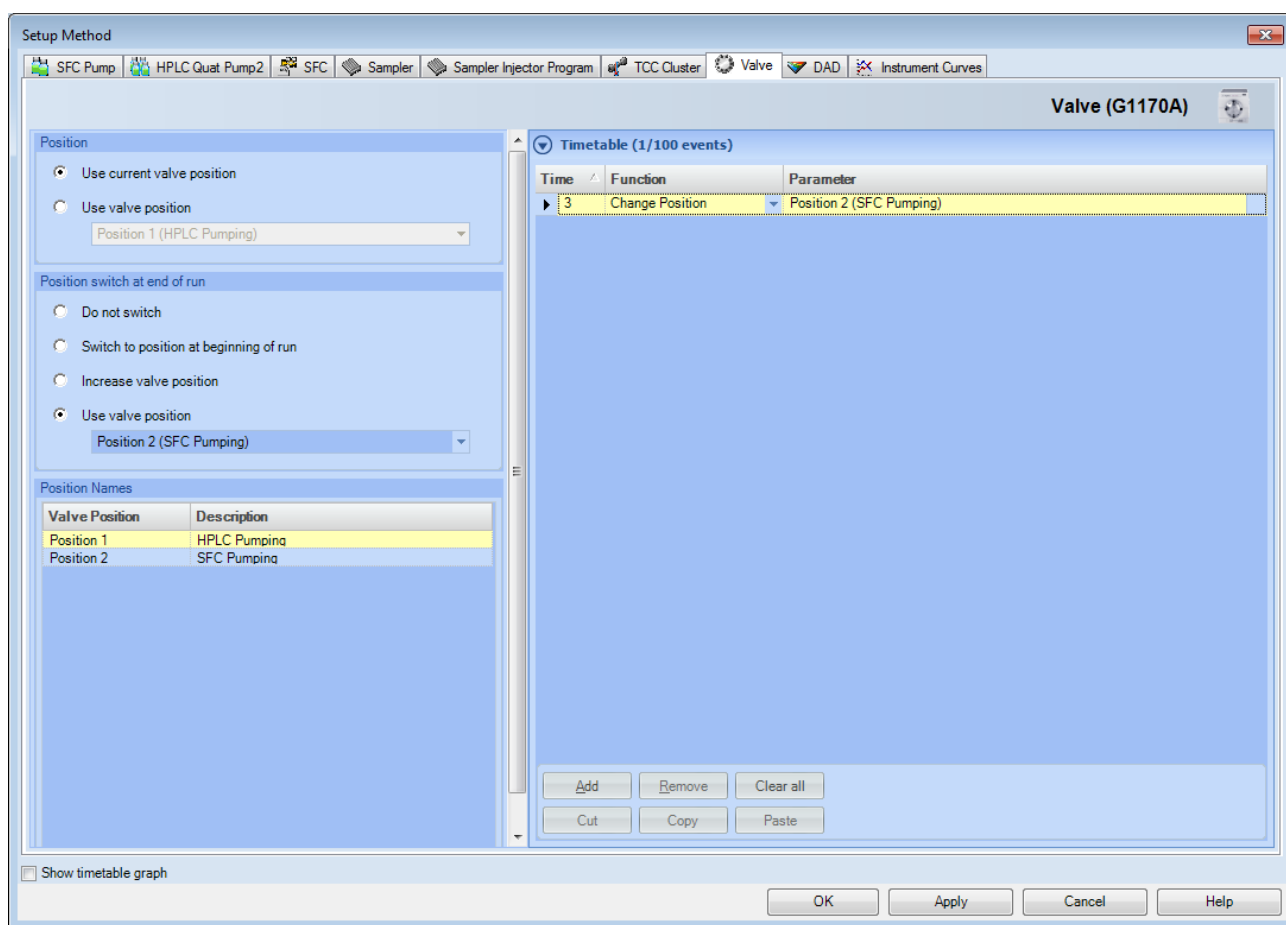 Setup Method
SFC Pump HPLC Quat Pump2 SFC Sampler Sampler Injector Program TCC Cluster Valve DAD Instrument Curves
Valve (G1170A)
Position
Use current valve position
Use valve position
Position 1 (HPLC Pumping)
Position switch at end of run
Do not switch
Switch to position at beginning of run
Increase valve position
Use valve position
Position 2 (SFC Pumping)
Position Names
Valve Position Description
Position 1 HPLC Pumping
Position 2 SFC Pumping
Timetable (1/100 events)
Time Function Parameter
3 Change Position Position 2 (SFC Pumping)
Add Remove Clear all
Cut Copy Paste
Show timetable graph
OK Apply Cancel Help